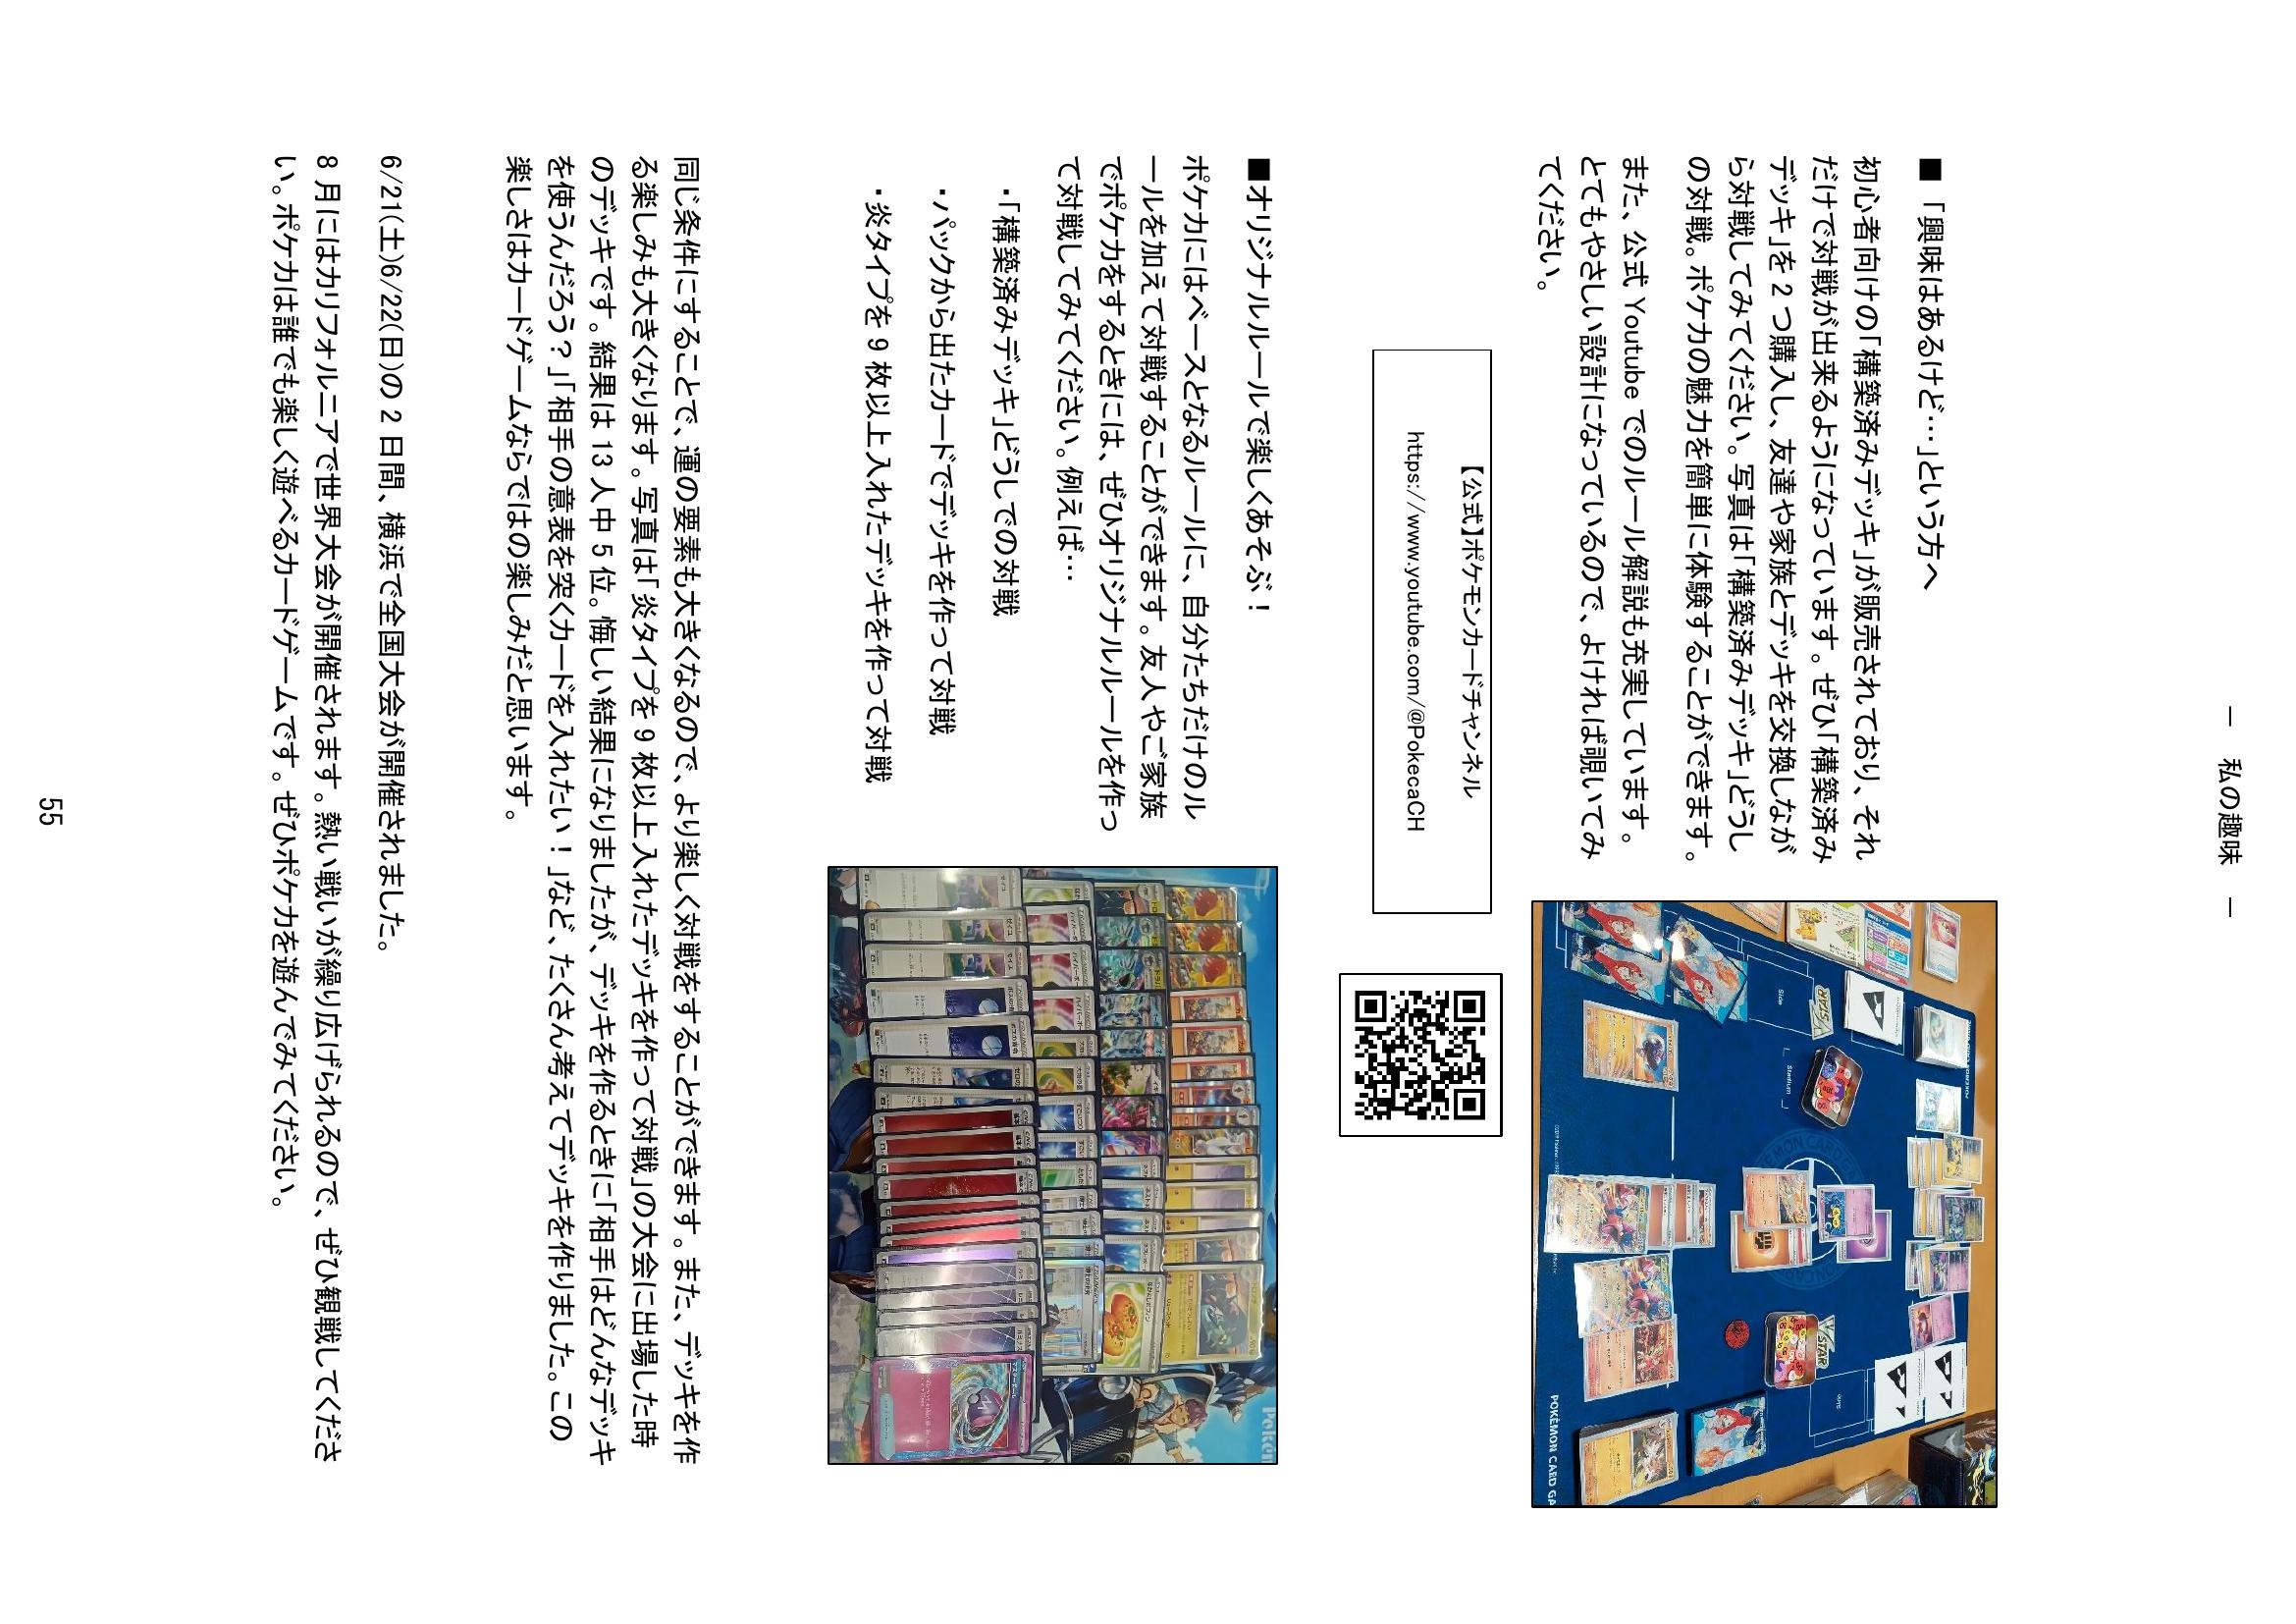 ― 私の趣味 ―
■ 「興味はあるけど…」という方へ
初心者向けの「構築済みデッキ」が販売されており、それ
だけで対戦が出来るようになっています。ぜひ「構築済み
デッキ」を 2 つ購入し、友達や家族とデッキを交換しなが
ら対戦してみてください。写真は「構築済みデッキ」どうし
の対戦。ポケカの魅力を簡単に体験することができます。
また、公式 Youtube でのルール解説も充実しています。
とてもやさしい設計になっているので、よければ覗いてみ
てください。
Side
Stadium
STAR
POKÉMON CARD GA
【公式】ポケモンカードチャンネル
https://www.youtube.com/@PokecaCH
■オリジナルルールで楽しくあそぶ！
ポケカにはベースとなるルールに、自分たちだけのル
ールを加えて対戦することができます。友人やご家族
でポケカをするときには、ぜひオリジナルルールを作っ
て対戦してみてください。例えば…
・「構築済みデッキ」どうしでの対戦
・パックから出たカードでデッキを作って対戦
・炎タイプを 9 枚以上入れたデッキを作って対戦
同じ条件にすることで、運の要素も大きくなるので、より楽しく対戦をすることができます。また、デッキを作
る楽しみも大きくなります。写真は「炎タイプを 9 枚以上入れたデッキを作って対戦」の大会に出場した時
のデッキです。結果は 13 人中 5 位。悔しい結果になりましたが、デッキを作るときに「相手はどんなデッキ
を使うんだろう？」「相手の意表を突くカードを入れたい！」など、たくさん考えてデッキを作りました。この
楽しさはカードゲームならではの楽しみだと思います。
6/21(土)6/22(日)の 2 日間、横浜で全国大会が開催されました。
8 月にはカリフォルニアで世界大会が開催されます。熱い戦いが繰り広げられるので、ぜひ観戦してくださ
い。ポケカは誰でも楽しく遊べるカードゲームです。ぜひポケカを遊んでみてください。
55